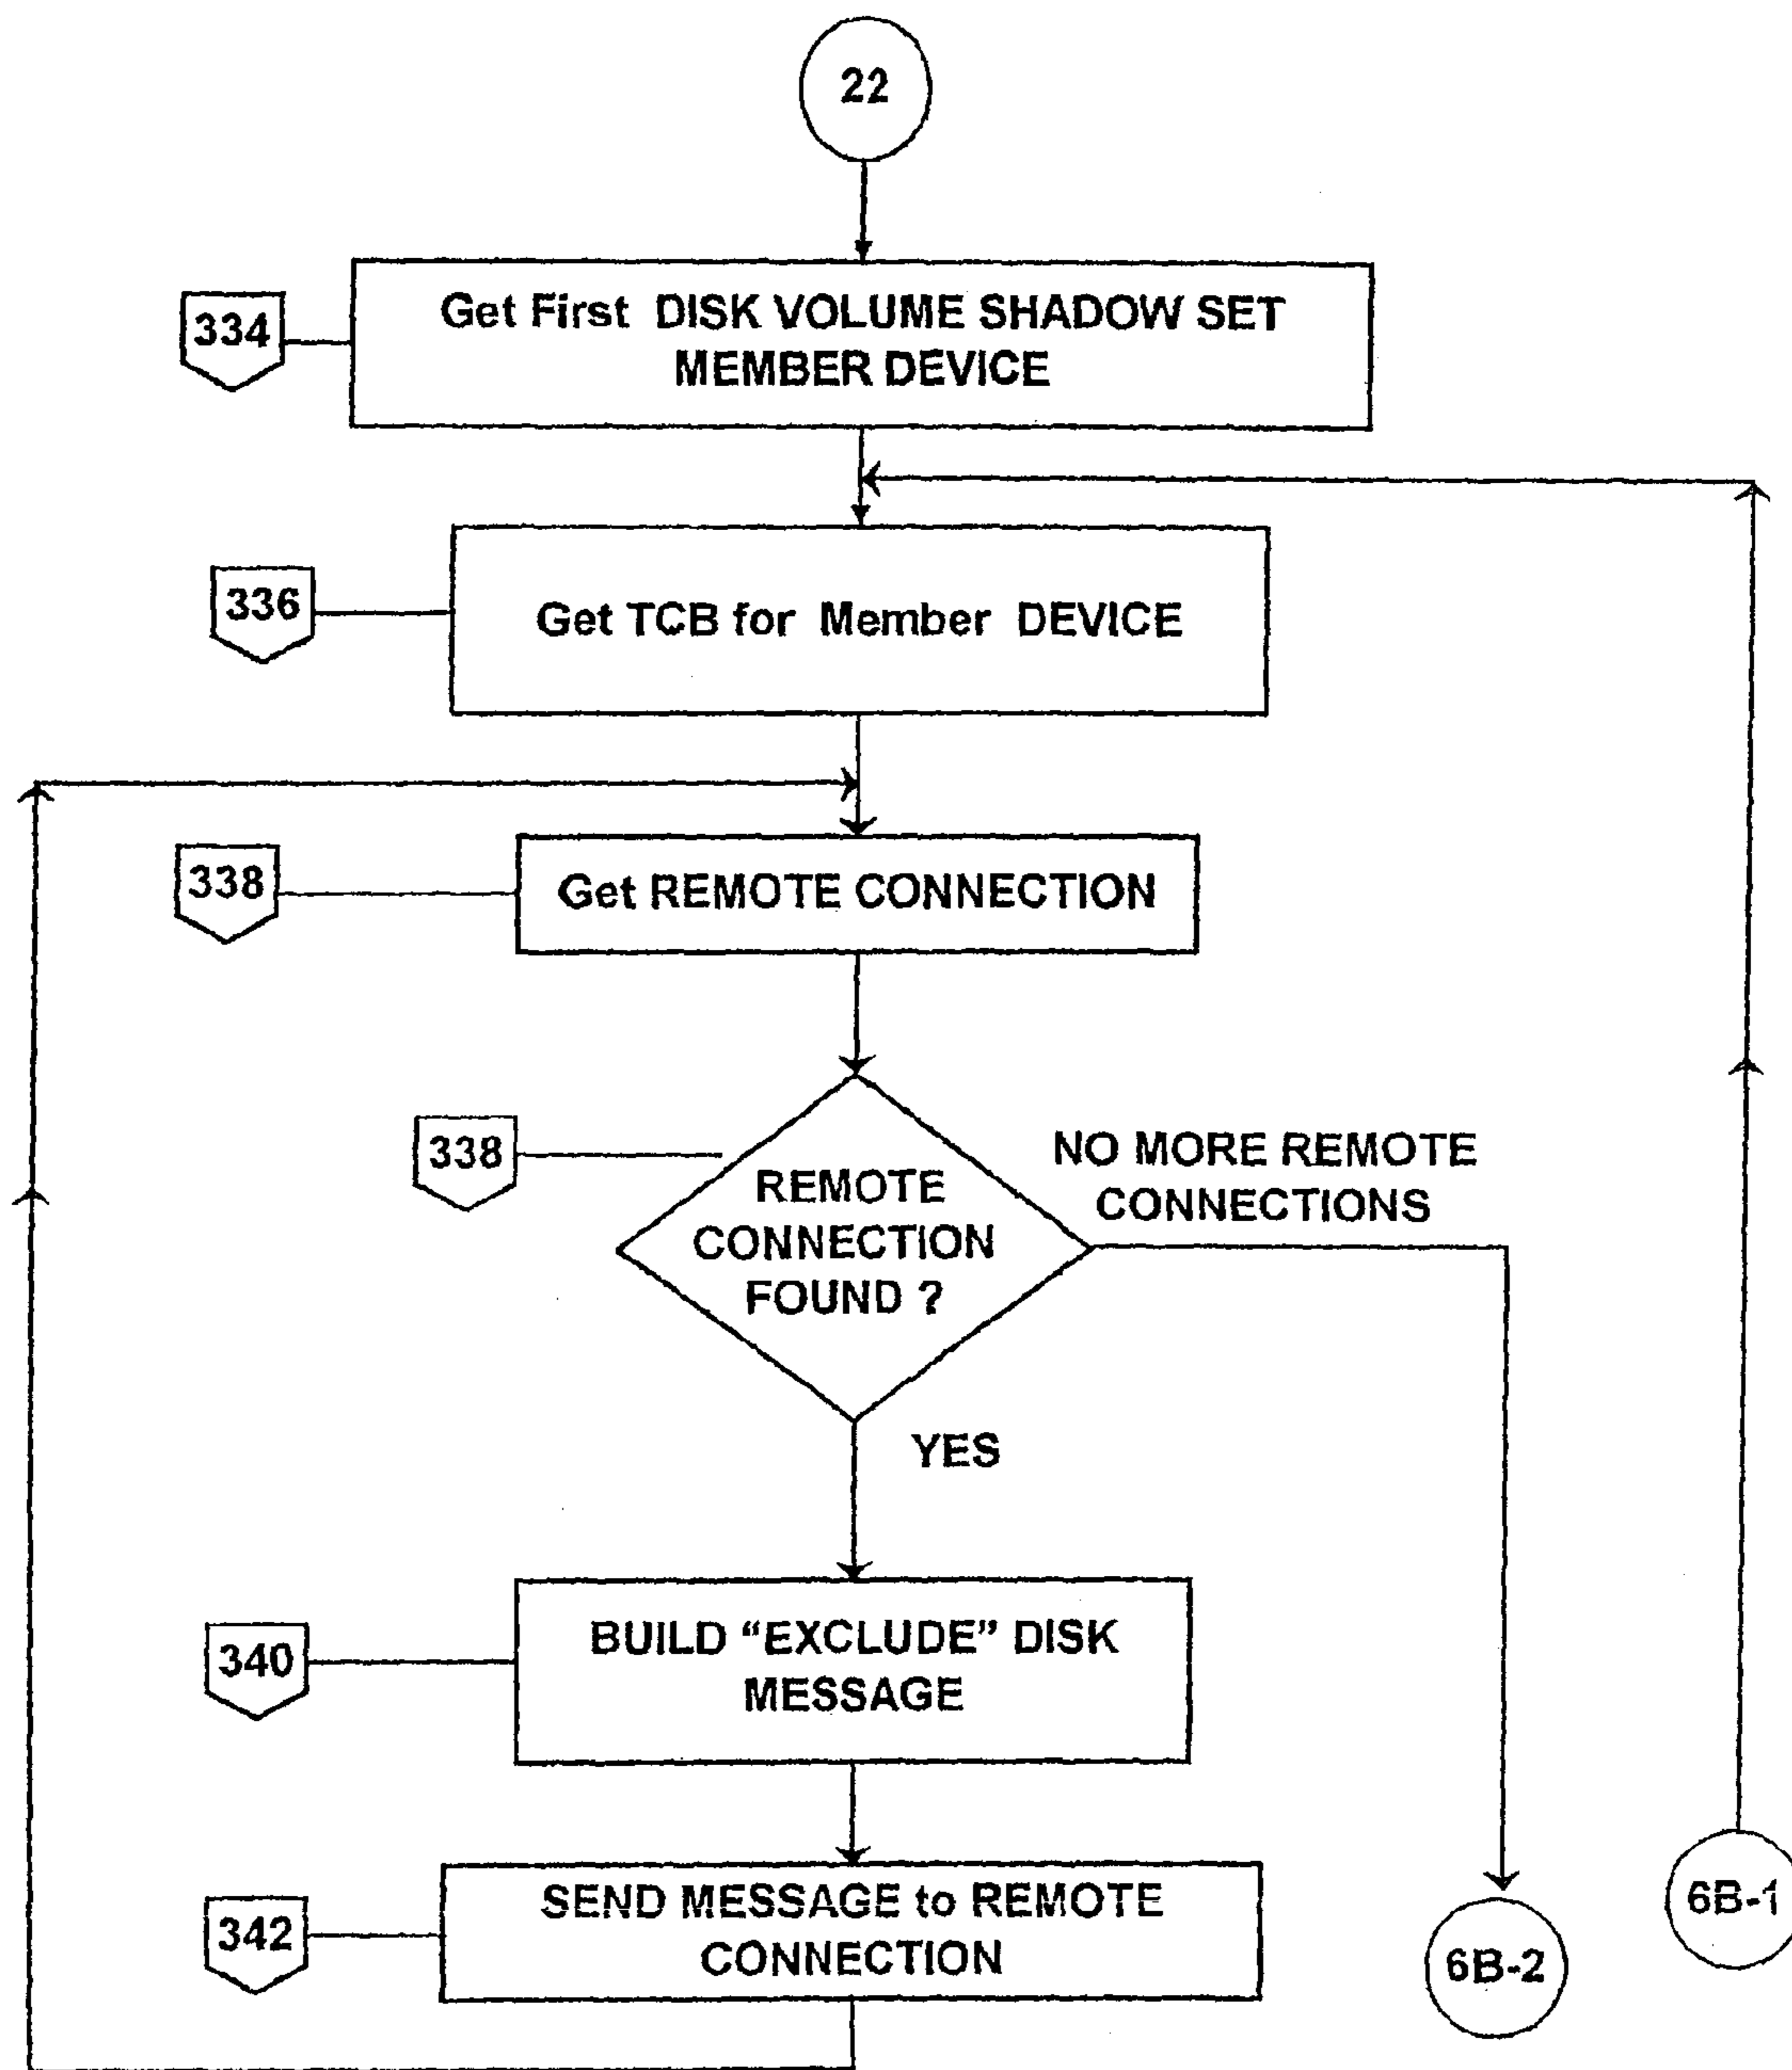 22
334
Get First DISK VOLUME SHADOW SET
MEMBER DEVICE
336
Get TCB for Member DEVICE
338
Get REMOTE CONNECTION
338
REMOTE
CONNECTION
FOUND ?
NO MORE REMOTE
CONNECTIONS
YES
340
BUILD “EXCLUDE” DISK
MESSAGE
342
SEND MESSAGE to REMOTE
CONNECTION
6B-2
6B-1